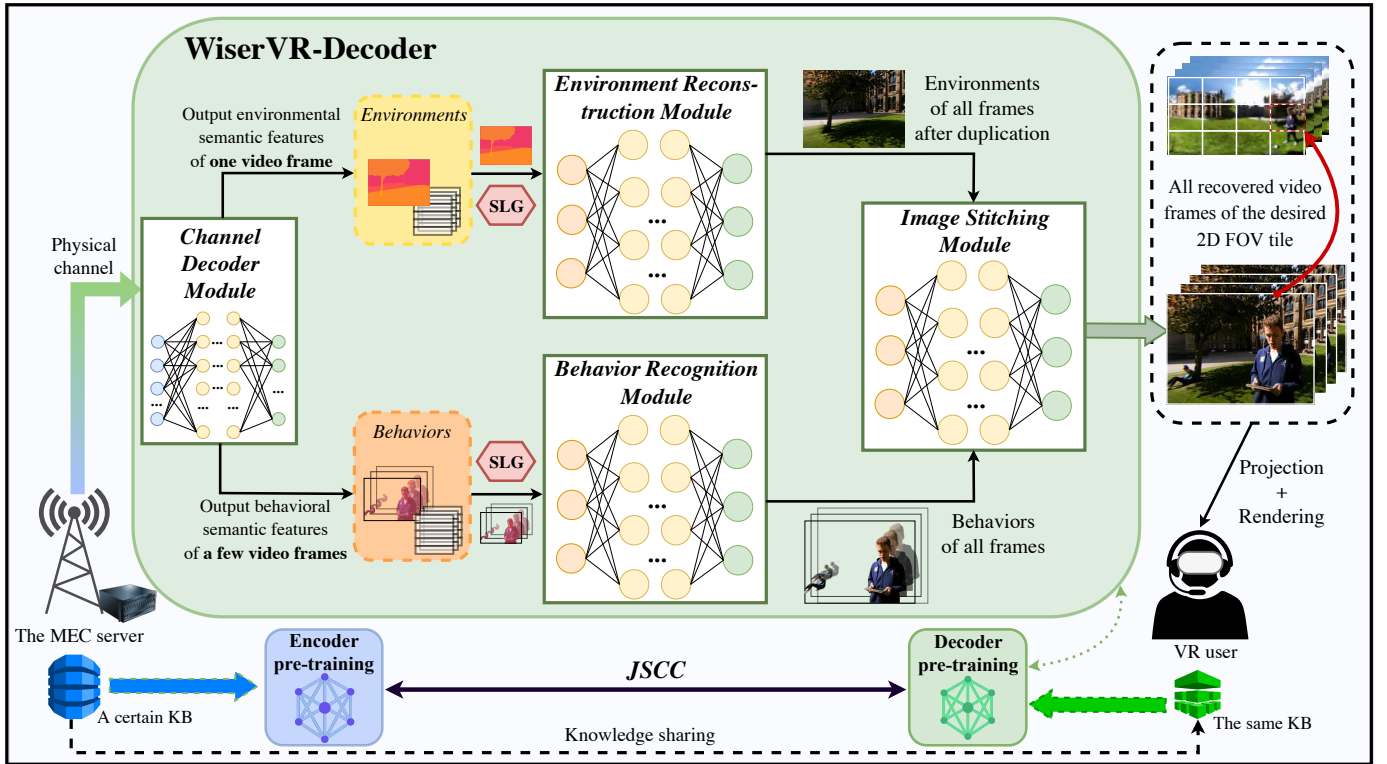 WiserVR-Decoder
Physical
channel
The MEC server
Channel
Decoder
Module
...
...
...
...
...
...
Output environmental
semantic features
of one video frame
Environments
SLG
Environment Recons-
truction Module
...
...
Environments
of all frames
after duplication
Output behavioral
semantic features
of a few video frames
Behaviors
SLG
Behavior Recognition
Module
...
...
Behaviors
of all frames
Image Stitching
Module
...
...
All recovered video
frames of the desired
2D FOV tile
Projection
+
Rendering
VR user
A certain KB
Encoder
pre-training
JSCC
Decoder
pre-training
The same KB
Knowledge sharing